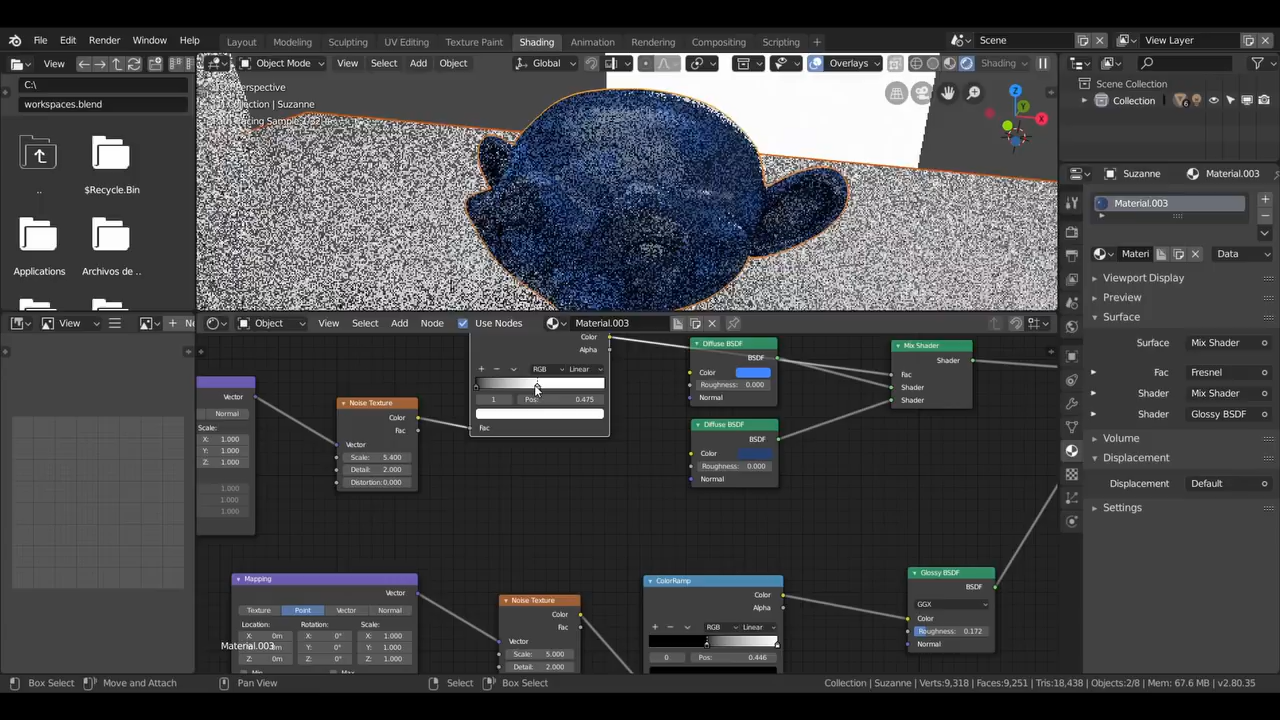 File Edit Render Window Help Layout Modeling Sculpting UV Editing Texture Paint Shading Animation Rendering Compositing Scripting + Scene View Layer
View Object Mode View Select Add Object Global Overlays Shading
C:\
workspaces.blend
Scene Collection
Collection
Collection | Suzanne
..
$Recycle.Bin
Applications
Archivos de ..
X
Y
Z
Suzanne Material.003
Material.003
Materi Data
Viewport Display
Preview
Surface
Surface Mix Shader
Fac Fresnel
Shader Mix Shader
Shader Glossy BSDF
Volume
Displacement
Displacement Default
Settings
View Object View Select Add Node Use Nodes Material.003
Vector
Normal
Scale:
X: 1.000
Y: 1.000
Z: 1.000
1.000
1.000
1.000
Noise Texture
Color
Fac
Vector
Scale: 5.400
Detail: 2.000
Distortion: 0.000
Color
Alpha
+ − RGB Linear
1 Pos: 0.475
Fac
Diffuse BSDF
BSDF
Color
Roughness: 0.000
Normal
Diffuse BSDF
BSDF
Color
Roughness: 0.000
Normal
Mix Shader
Shader
Fac
Shader
Shader
Mapping
Vector
Texture Point Vector Normal
Location: Rotation: Scale:
X: 0m X: 0° X: 1.000
0m Y: 0° Y: 1.000
0m Z: 0° Z: 1.000
Material.003
Noise Texture
Color
Fac
Vector
Scale: 5.000
Detail: 2.000
ColorRamp
Color
Alpha
+ − RGB Linear
0 Pos: 0.446
Glossy BSDF
BSDF
GGX
Color
Roughness: 0.172
Normal
Box Select Move and Attach Pan View Select Box Select Collection | Suzanne | Verts:9,318 | Faces:9,251 | Tris:18,438 | Objects:2/8 | Mem: 67.6 MB | v2.80.35